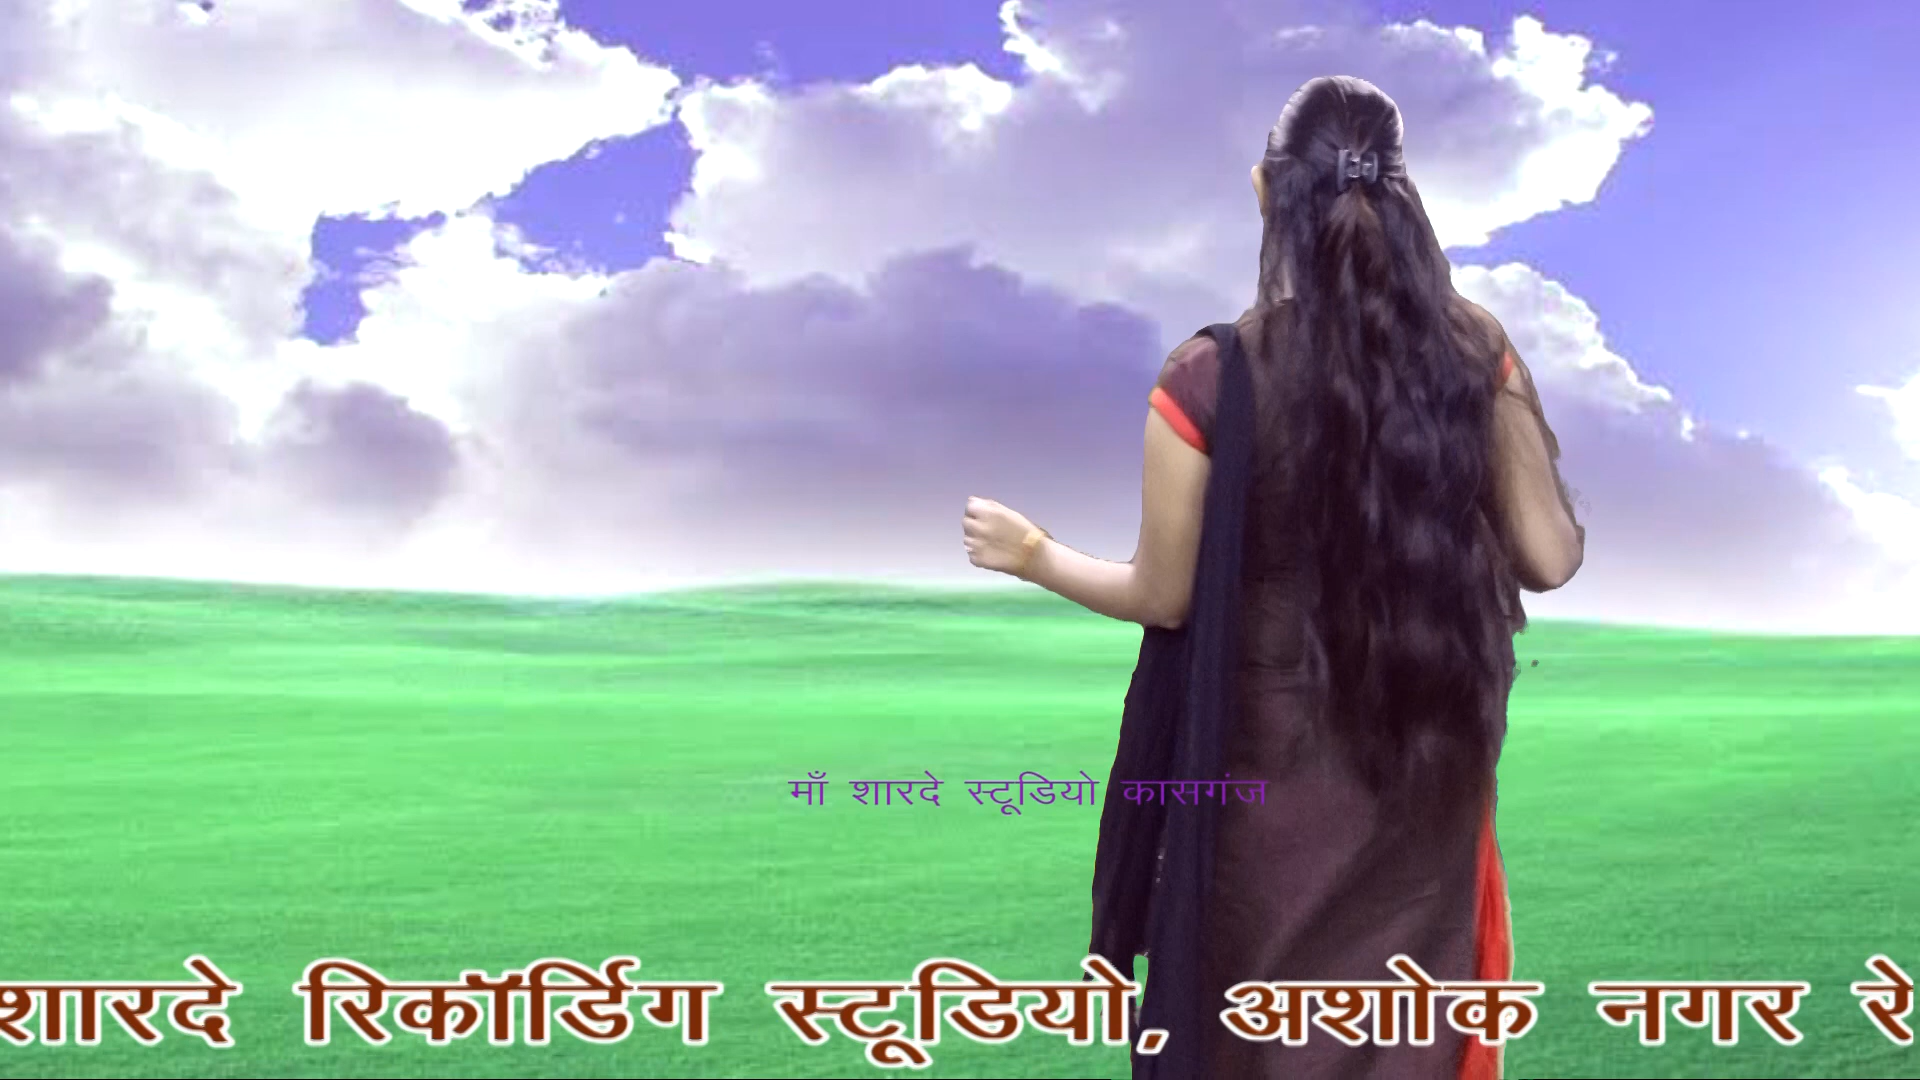 माँ शारदे स्टूडियो कासगंज
शारदे रिकॉर्डिग स्टूडियो, अशोक नगर रे